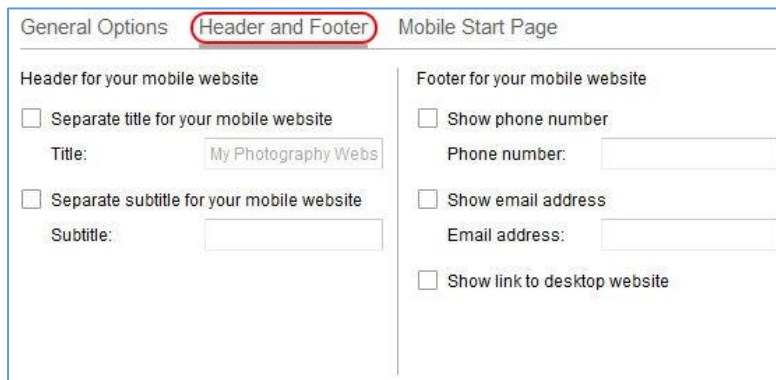 General Options Header and Footer Mobile Start Page
Header for your mobile website
Separate title for your mobile website
Title: My Photography Webs
Separate subtitle for your mobile website
Subtitle:
Footer for your mobile website
Show phone number
Phone number:
Show email address
Email address:
Show link to desktop website